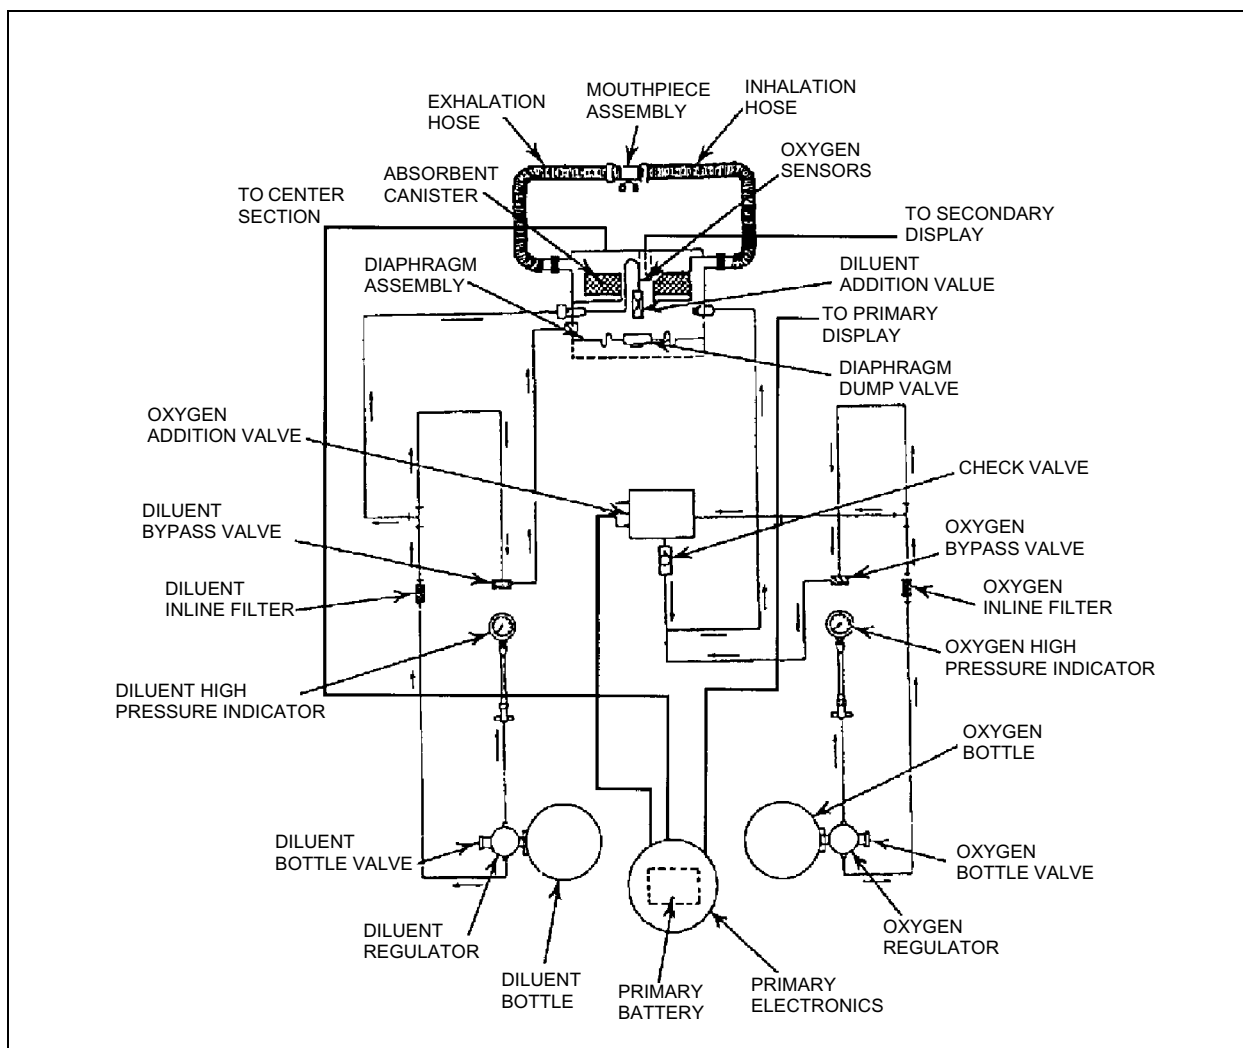 EXHALATION
HOSE
MOUTHPIECE
ASSEMBLY
INHALATION
HOSE
ABSORBENT
CANISTER
OXYGEN
SENSORS
TO CENTER
SECTION
TO SECONDARY
DISPLAY
DIAPHRAGM
ASSEMBLY
DILUENT
ADDITION VALUE
TO PRIMARY
DISPLAY
DIAPHRAGM
DUMP VALVE
OXYGEN
ADDITION VALVE
CHECK VALVE
DILUENT
BYPASS VALVE
OXYGEN
BYPASS VALVE
DILUENT
INLINE FILTER
OXYGEN
INLINE FILTER
DILUENT HIGH
PRESSURE INDICATOR
OXYGEN HIGH
PRESSURE INDICATOR
OXYGEN
BOTTLE
DILUENT
BOTTLE VALVE
OXYGEN
BOTTLE VALVE
DILUENT
REGULATOR
OXYGEN
REGULATOR
DILUENT
BOTTLE
PRIMARY
BATTERY
PRIMARY
ELECTRONICS